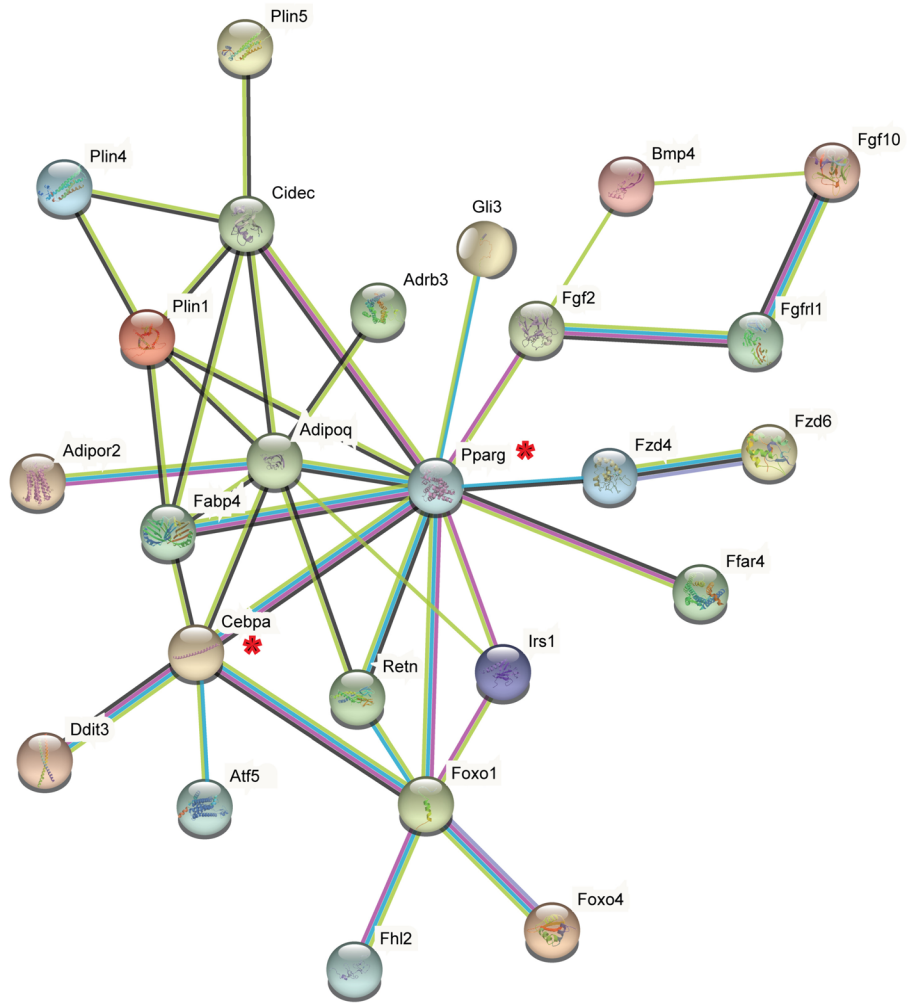 Plin5
Plin4
Cidec
Bmp4
Fgf10
Gli3
Adrb3
Plin1
Fgf2
Fgfrl1
Adipoq
Adipor2
Pparg *
Fzd4
Fzd6
Fabp4
Ffar4
Cebpa
*
Irs1
Retn
Ddit3
Atf5
Foxo1
Foxo4
Fhl2